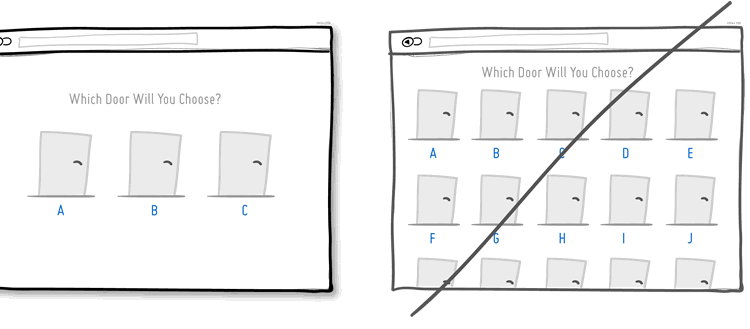 Which Door Will You Choose?
A B C
Which Door Will You Choose?
A B C D E
F G H I J